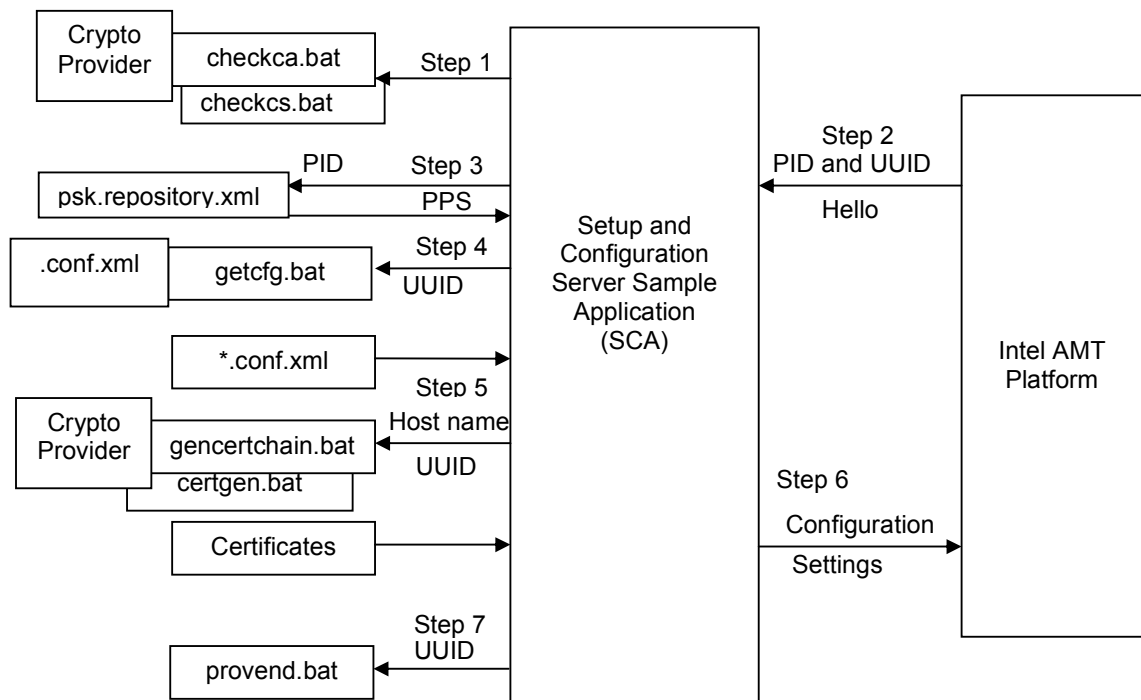 Crypto
Provider
checkca.bat
checkcs.bat
Step 1
Step 2
PID and UUID
Hello
PID
Step 3
psk.repository.xml
PPS
Step 4
.conf.xml
getcfg.bat
UUID
Setup and
Configuration
Server Sample
Application
(SCA)
Intel AMT
Platform
*.conf.xml
Step 5
Crypto
Provider
Host name
gencertchain.bat
UUID
certgen.bat
Certificates
Step 6
Configuration
Settings
Step 7
UUID
provend.bat